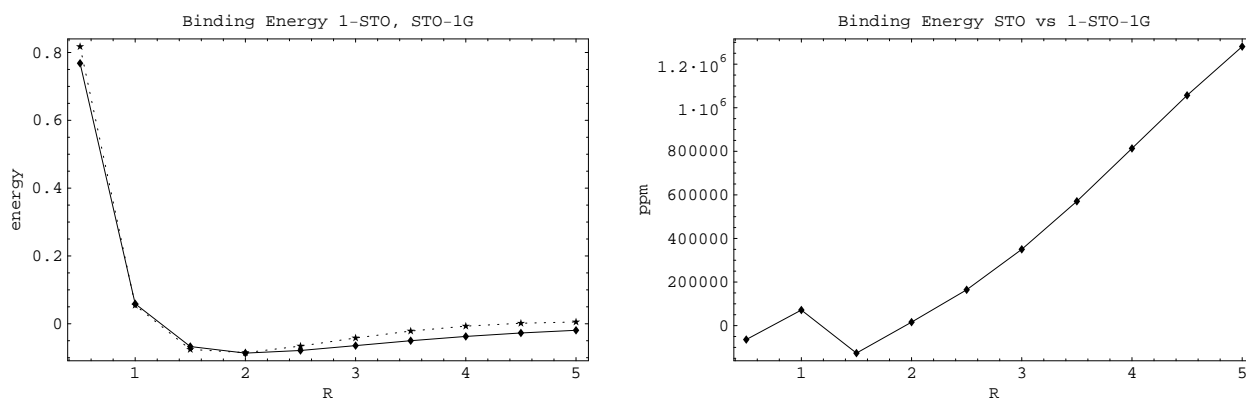 Binding Energy 1-STO, STO-1G
0.8
0.6
0.4
0.2
0
energy
1 2 3 4 5
R
Binding Energy STO vs 1-STO-1G
1.2·10^6
1·10^6
800000
600000
400000
200000
0
ppm
1 2 3 4 5
R